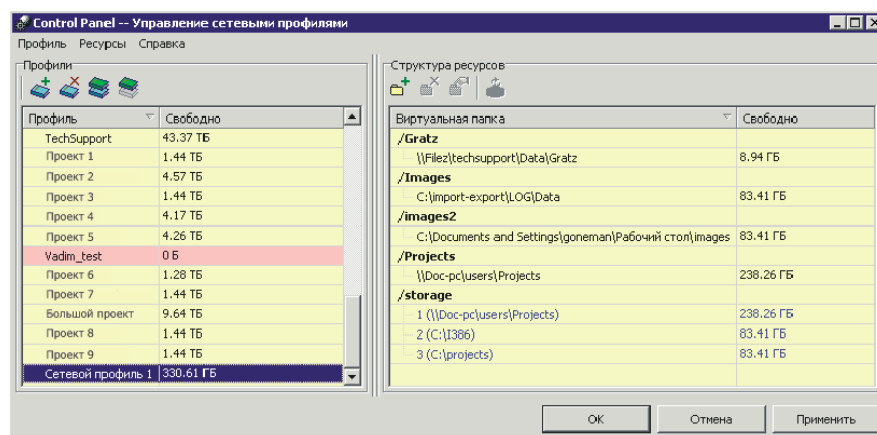 Control Panel -- Управление сетевыми профилями
Профиль Ресурсы Справка
Профили
Профиль Свободно
TechSupport 43.37 ТБ
Проект 1 1.44 ТБ
Проект 2 4.57 ТБ
Проект 3 1.44 ТБ
Проект 4 4.17 ТБ
Проект 5 4.26 ТБ
Vadim_test 0 Б
Проект 6 1.28 ТБ
Проект 7 1.44 ТБ
Большой проект 9.64 ТБ
Проект 8 1.44 ТБ
Проект 9 1.44 ТБ
Сетевой профиль 1 330.61 ГБ
Структура ресурсов
Виртуальная папка Свободно
/Gratz
\\Filez\techsupport\Data\Gratz 8.94 ГБ
/Images
C:\import-export\LOG\Data 83.41 ГБ
/images2
C:\Documents and Settings\goneman\Рабочий стол\images 83.41 ГБ
/Projects
\\Doc-pc\users\Projects 238.26 ГБ
/storage
1 (\\Doc-pc\users\Projects) 238.26 ГБ
2 (C:\I386) 83.41 ГБ
3 (C:\projects) 83.41 ГБ
OK Отмена Применить